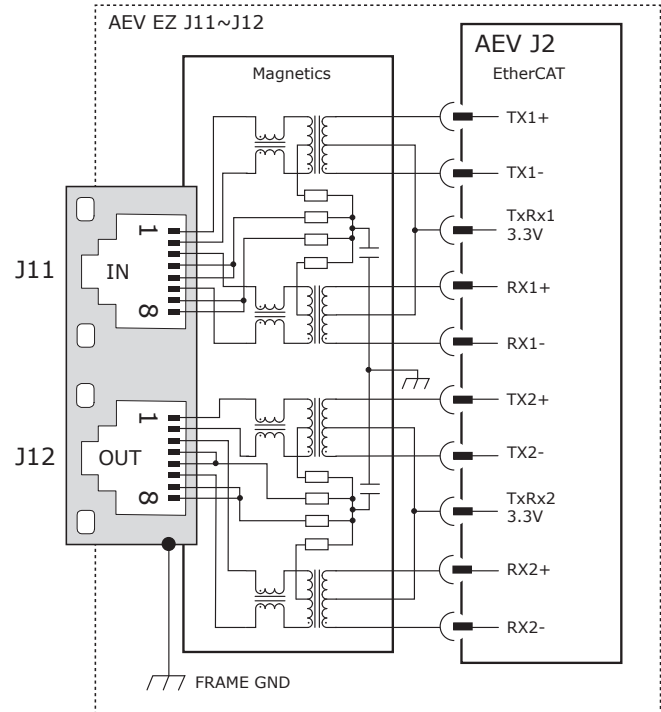 AEV EZ J11~J12
AEV J2
EtherCAT
Magnetics
TX1+
TX1-
TxRx1
3.3V
RX1+
RX1-
TX2+
TX2-
TxRx2
3.3V
RX2+
RX2-
J11
1
IN
8
J12
1
OUT
8
FRAME GND